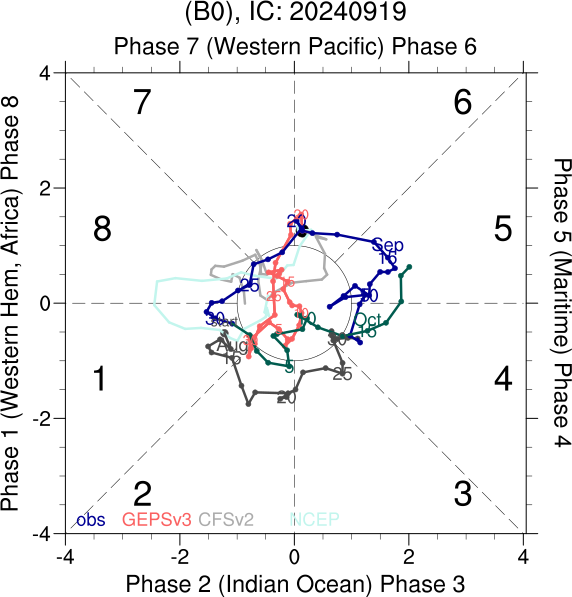 (B0), IC: 20240919
Phase 7 (Western Pacific) Phase 6
4
2
0
-2
-4
Phase 1 (Western Hem, Africa) Phase 8
Phase 5 (Maritime) Phase 4
7
6
8
5
1
4
2
3
20
Sep
15
25
30
25
Oct
5
Aug
15
25
20
5
obs GEPSv3 CFSv2 NCEP
-4 -2 0 2 4
Phase 2 (Indian Ocean) Phase 3